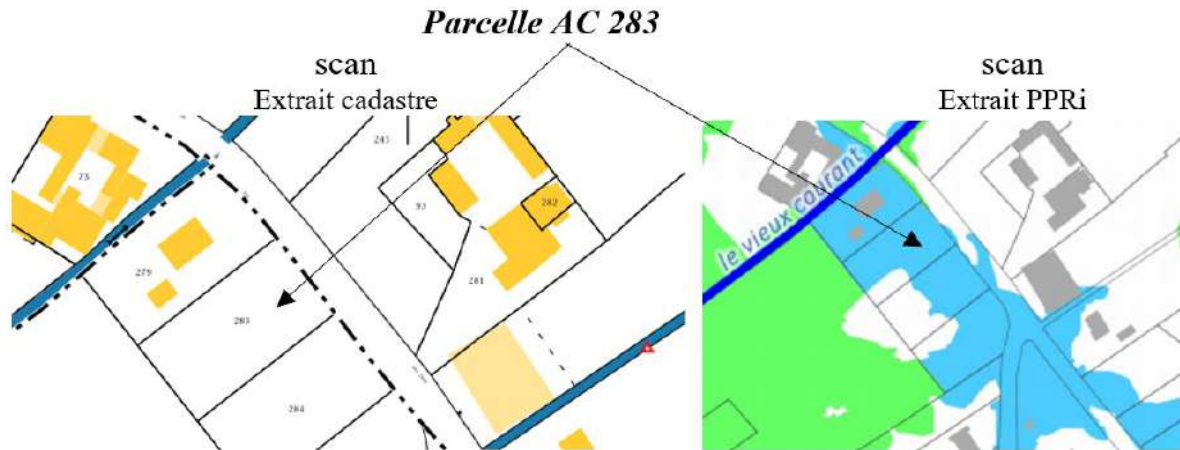 Parcelle AC 283
scan
Extrait cadastre
scan
Extrait PPRi
245
73
93
282
279
281
283
284
le vieux courant